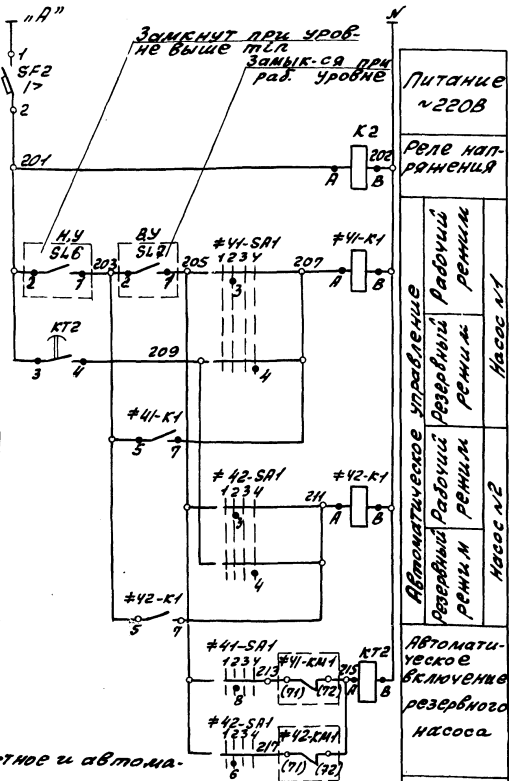 „А"
N
Замкнут при уров-
не выше min
Замык-ся при
раб. уровне
1
SF2
I>
2
Питание
~220В
K2
201
202
A
B
Реле нап-
ряжения
Н.У
SL6
2
1
203
В.У
SL7
2
1
205
≠41-SA1
1234
3
4
207
≠41-K1
A
B
KT2
3
4
209
≠41-K1
5
7
≠42-SA1
1234
3
4
211
≠42-K1
A
B
≠42-K1
5
7
Автоматическое управление
Рабочий
режим
Резервный
режим
Насос №1
Рабочий
режим
Резервный
режим
Насос №2
≠41-SA1
1234
8
213
≠41-KM1
(71)
(72)
215
KT2
A
B
≠42-SA1
1234
6
217
≠42-KM1
(71)
(72)
Автомати-
ческое
включение
резервного
насоса
тное и автома-